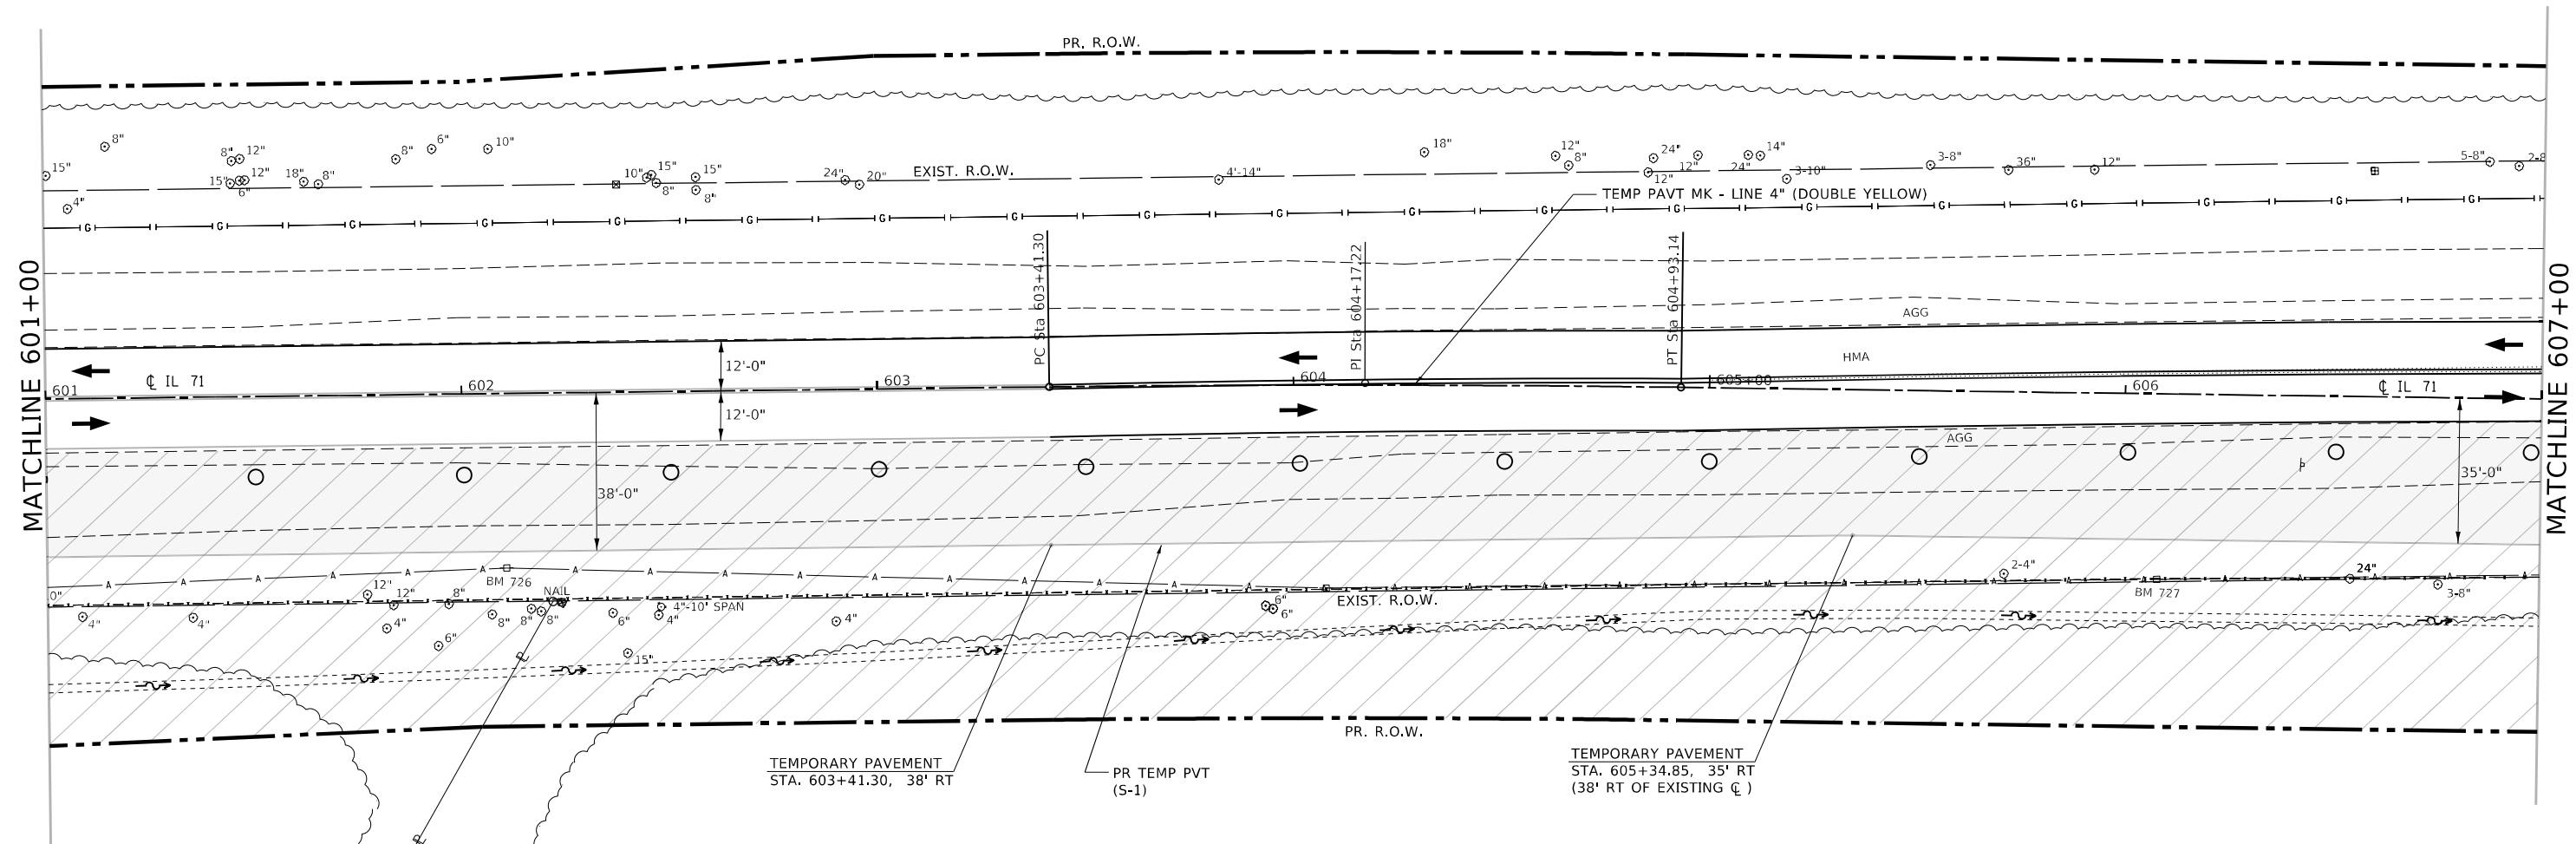 PR. R.O.W.
15"
8"
8"
12"
15"
6"
12"
18"
8"
8"
6"
10"
4"
10"
15"
8"
15"
8"
24"
20"
EXIST. R.O.W.
4'-14"
18"
12"
8"
24"
12"
12"
24"
14"
3-10"
3-8"
36"
12"
5-8"
2-8
TEMP PAVT MK - LINE 4" (DOUBLE YELLOW)
G G G G G G G G G G G G G G G G G G G
MATCHLINE 601+00
PC Sta 603+41.30
PI Sta 604+17.22
PT Sta 604+93.14
MATCHLINE 607+00
AGG
HMA
12'-0"
601
℄ IL 71
602
603
604
605+00
606
℄ IL 71
12'-0"
AGG
38'-0"
35'-0"
A A A A A A A A A A A A A A A A A A A A A A A A A A A A A A A A A
BM 726
NAIL
0"
12"
12"
8"
4"
4"
4"
6"
8"
8"
8"
6"
4"-10' SPAN
4"
15"
4"
6"
6"
EXIST. R.O.W.
2-4"
BM 727
24"
3-8"
PR. R.O.W.
TEMPORARY PAVEMENT
STA. 603+41.30, 38' RT
PR TEMP PVT
(S-1)
TEMPORARY PAVEMENT
STA. 605+34.85, 35' RT
(38' RT OF EXISTING ℄ )